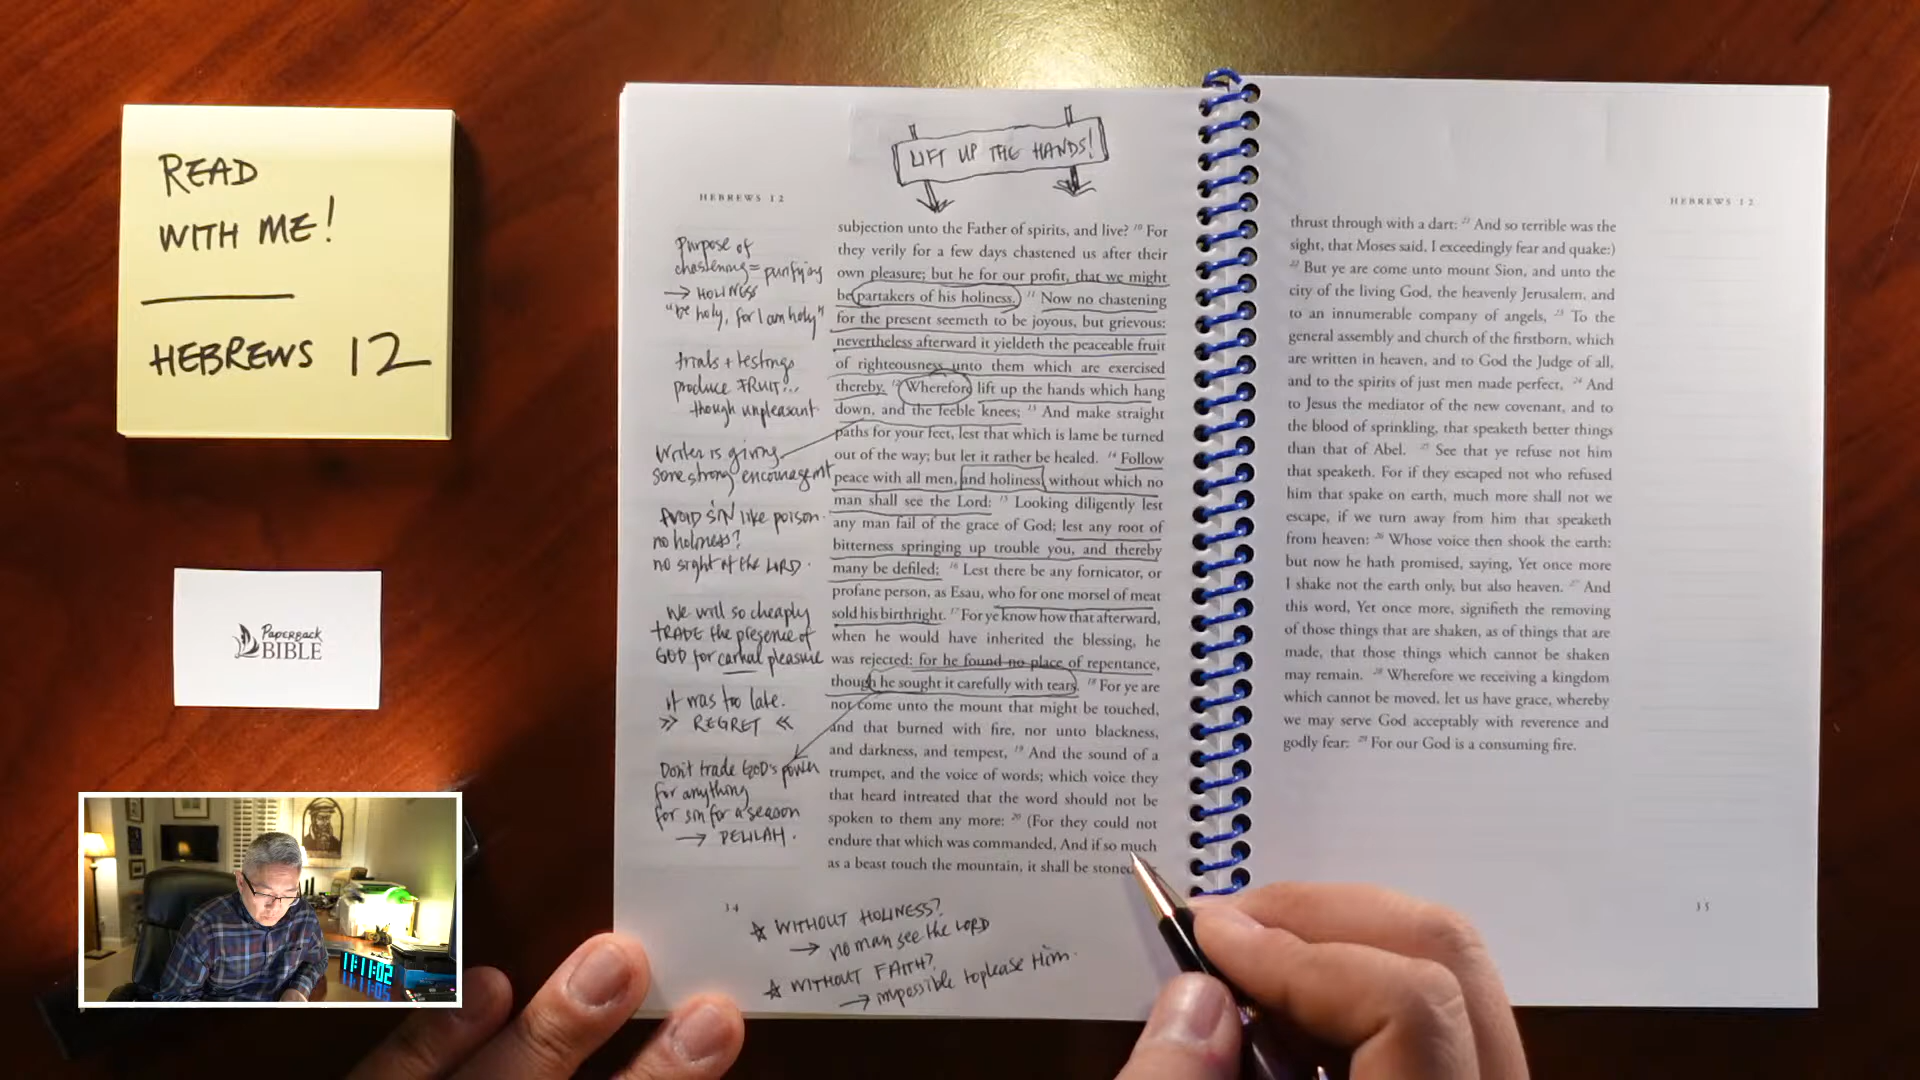 READ
WITH ME!
HEBREWS 12
Paperback
BIBLE
11:11:02
LIFT UP THE HANDS!
HEBREWS 12
Purpose of
chastening = purifying
→ HOLINESS
"be holy, for I am holy"
trials + testings
produce FRUIT...
though unpleasant
Writer is giving
some strong encouragemt
AVOID SIN like poison.
no holiness?
no sight of the LORD.
We will so cheaply
TRADE the presence of
GOD for carnal pleasure
it was too late.
>> REGRET <<
Don't trade GOD's power
for anything
for sin for a season
→ DELILAH.
subjection unto the Father of spirits, and live? 10 For
they verily for a few days chastened us after their
own pleasure; but he for our profit, that we might
be partakers of his holiness. 11 Now no chastening
for the present seemeth to be joyous, but grievous:
nevertheless afterward it yieldeth the peaceable fruit
of righteousness unto them which are exercised
thereby. 12 Wherefore lift up the hands which hang
down, and the feeble knees; 13 And make straight
paths for your feet, lest that which is lame be turned
out of the way; but let it rather be healed. 14 Follow
peace with all men, and holiness, without which no
man shall see the Lord: 15 Looking diligently lest
any man fail of the grace of God; lest any root of
bitterness springing up trouble you, and thereby
many be defiled; 16 Lest there be any fornicator, or
profane person, as Esau, who for one morsel of meat
sold his birthright. 17 For ye know how that afterward,
when he would have inherited the blessing, he
was rejected: for he found no place of repentance,
though he sought it carefully with tears. 18 For ye are
not come unto the mount that might be touched,
and that burned with fire, nor unto blackness,
and darkness, and tempest, 19 And the sound of a
trumpet, and the voice of words; which voice they
that heard intreated that the word should not be
spoken to them any more: 20 (For they could not
endure that which was commanded, And if so much
as a beast touch the mountain, it shall be stoned
34
☆ WITHOUT HOLINESS?
→ no man see the LORD
☆ WITHOUT FAITH?
→ impossible to please Him.
HEBREWS 12
thrust through with a dart: 21 And so terrible was the
sight, that Moses said, I exceedingly fear and quake:)
22 But ye are come unto mount Sion, and unto the
city of the living God, the heavenly Jerusalem, and
to an innumerable company of angels, 23 To the
general assembly and church of the firstborn, which
are written in heaven, and to God the Judge of all,
and to the spirits of just men made perfect, 24 And
to Jesus the mediator of the new covenant, and to
the blood of sprinkling, that speaketh better things
than that of Abel. 25 See that ye refuse not him
that speaketh. For if they escaped not who refused
him that spake on earth, much more shall not we
escape, if we turn away from him that speaketh
from heaven: 26 Whose voice then shook the earth:
but now he hath promised, saying, Yet once more
I shake not the earth only, but also heaven. 27 And
this word, Yet once more, signifieth the removing
of those things that are shaken, as of things that are
made, that those things which cannot be shaken
may remain. 28 Wherefore we receiving a kingdom
which cannot be moved, let us have grace, whereby
we may serve God acceptably with reverence and
godly fear: 29 For our God is a consuming fire.
35